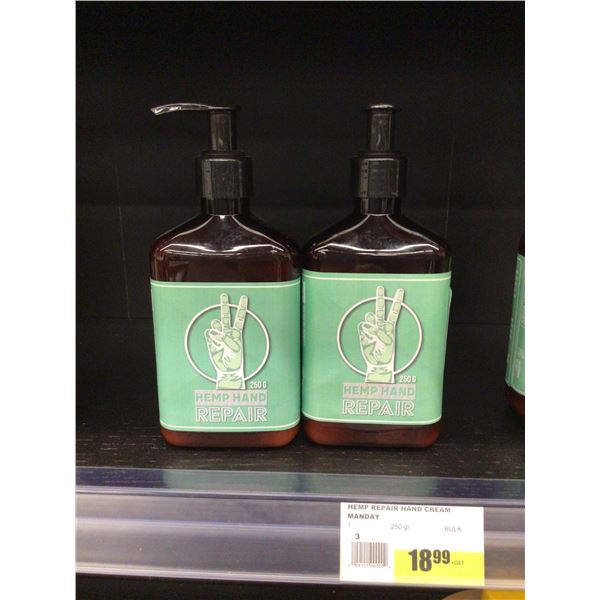 250 G
HEMP HAND
REPAIR
250 G
HEMP HAND
REPAIR
HEMP REPAIR HAND CREAM
MANDAY
1 250 gr BULK
3
18.99 +GST